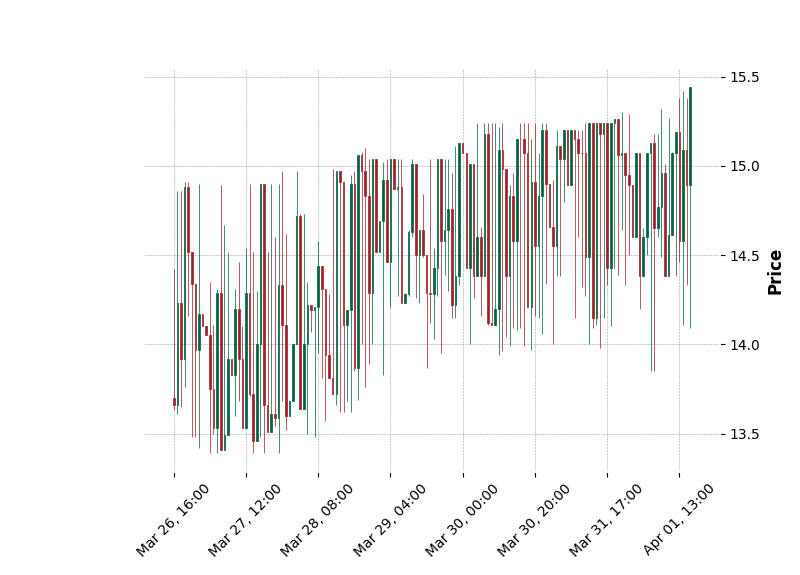 15.5
15.0
14.5
14.0
13.5
Price
Mar 26, 16:00
Mar 27, 12:00
Mar 28, 08:00
Mar 29, 04:00
Mar 30, 00:00
Mar 30, 20:00
Mar 31, 17:00
Apr 01, 13:00